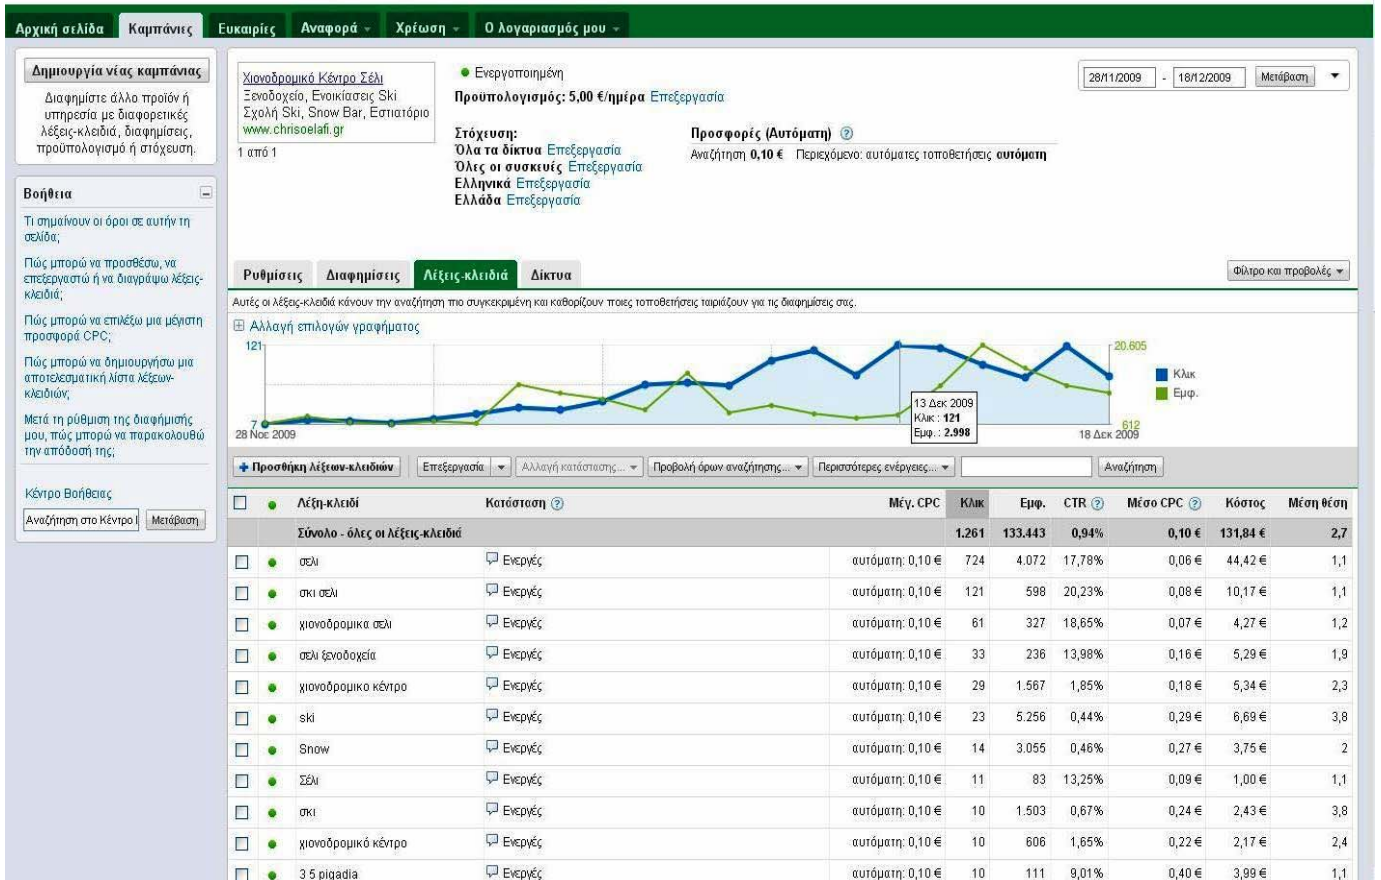 Αρχική σελίδα Καμπάνιες Ευκαιρίες Αναφορά Χρέωση Ο λογαριασμός μου
Δημιουργία νέας καμπάνιας
Διαφημίστε άλλο προϊόν ή
υπηρεσία με διαφορετικές
λέξεις-κλειδιά, διαφημίσεις,
προϋπολογισμό ή στόχευση.
Βοήθεια
Τι σημαίνουν οι όροι σε αυτήν τη
σελίδα;
Πώς μπορώ να προσθέσω, να
επεξεργαστώ ή να διαγράψω λέξεις-
κλειδιά;
Πώς μπορώ να επιλέξω μια μέγιστη
προσφορά CPC;
Πώς μπορώ να δημιουργήσω μια
αποτελεσματική λίστα λέξεων-
κλειδιών;
Μετά τη ρύθμιση της διαφήμισής
μου, πώς μπορώ να παρακολουθώ
την απόδοσή της;
Κέντρο Βοήθειας
Αναζήτηση στο Κέντρο Μετάβαση
Χιονοδρομικό Κέντρο Σέλι
Ξενοδοχείο, Ενοικίασεις Ski
Σχολή Ski, Snow Bar, Εστιατόριο
www.chrisoelafi.gr
1 από 1
Ενεργοποιημένη
Προϋπολογισμός: 5,00 €/ημέρα Επεξεργασία
Στόχευση:
Όλα τα δίκτυα Επεξεργασία
Όλες οι συσκευές Επεξεργασία
Ελληνικά Επεξεργασία
Ελλάδα Επεξεργασία
Προσφορές (Αυτόματη) ?
Αναζήτηση 0,10 € Περιεχόμενο: αυτόματες τοποθετήσεις αυτόματη
28/11/2009 - 18/12/2009 Μετάβαση
Ρυθμίσεις Διαφημίσεις Λέξεις-κλειδιά Δίκτυα Φίλτρο και προβολές
Αυτές οι λέξεις-κλειδιά κάνουν την αναζήτηση πιο συγκεκριμένη και καθορίζουν ποιες τοποθετήσεις ταιριάζουν για τις διαφημίσεις σας.
Αλλαγή επιλογών γραφήματος
121 20.605
Κλικ
Εμφ.
13 Δεκ 2009
Κλικ : 121
Εμφ. : 2.998
7 612
28 Νοε 2009 18 Δεκ 2009
Προσθήκη λέξεων-κλειδιών Επεξεργασία Αλλαγή κατάστασης... Προβολή όρων αναζήτησης... Περισσότερες ενέργειες... Αναζήτηση
Λέξη-κλειδί Κατάσταση ? Μέγ. CPC Κλικ Εμφ. CTR ? Μέσο CPC ? Κόστος Μέση θέση
Σύνολο - όλες οι λέξεις-κλειδιά 1.261 133.443 0,94% 0,10 € 131,84 € 2,7
σελι Ενεργές αυτόματη: 0,10 € 724 4.072 17,78% 0,06 € 44,42 € 1,1
σκι σελι Ενεργές αυτόματη: 0,10 € 121 598 20,23% 0,08 € 10,17 € 1,1
χιονοδρομικα σελι Ενεργές αυτόματη: 0,10 € 61 327 18,65% 0,07 € 4,27 € 1,2
σελι ξενοδοχεία Ενεργές αυτόματη: 0,10 € 33 236 13,98% 0,16 € 5,29 € 1,9
χιονοδρομικο κέντρο Ενεργές αυτόματη: 0,10 € 29 1.567 1,85% 0,18 € 5,34 € 2,3
ski Ενεργές αυτόματη: 0,10 € 23 5.256 0,44% 0,29 € 6,69 € 3,8
Snow Ενεργές αυτόματη: 0,10 € 14 3.055 0,46% 0,27 € 3,75 € 2
Σέλι Ενεργές αυτόματη: 0,10 € 11 83 13,25% 0,09 € 1,00 € 1,1
σκι Ενεργές αυτόματη: 0,10 € 10 1.503 0,67% 0,24 € 2,43 € 3,8
χιονοδρομικό κέντρο Ενεργές αυτόματη: 0,10 € 10 606 1,65% 0,22 € 2,17 € 2,4
3 5 pigadia Ενεργές αυτόματη: 0,10 € 10 111 9,01% 0,40 € 3,99 € 1,1